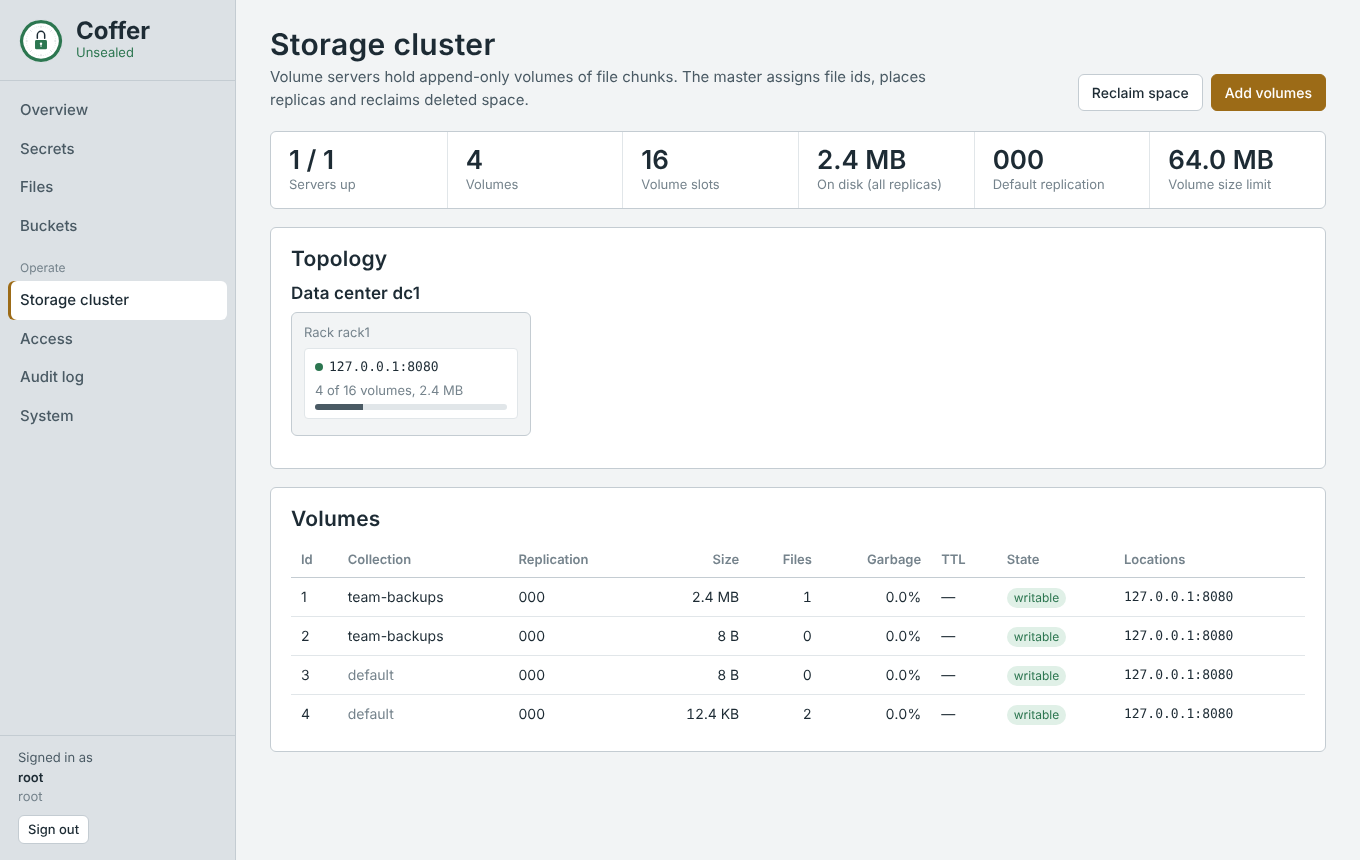 Coffer
Unsealed
Overview
Secrets
Files
Buckets
Operate
Storage cluster
Access
Audit log
System
Signed in as
root
root
Sign out
Storage cluster
Volume servers hold append-only volumes of file chunks. The master assigns file ids, places
replicas and reclaims deleted space.
Reclaim space
Add volumes
1 / 1
Servers up
4
Volumes
16
Volume slots
2.4 MB
On disk (all replicas)
000
Default replication
64.0 MB
Volume size limit
Topology
Data center dc1
Rack rack1
127.0.0.1:8080
4 of 16 volumes, 2.4 MB
Volumes
Id Collection Replication Size Files Garbage TTL State Locations
1 team-backups 000 2.4 MB 1 0.0% — writable 127.0.0.1:8080
2 team-backups 000 8 B 0 0.0% — writable 127.0.0.1:8080
3 default 000 8 B 0 0.0% — writable 127.0.0.1:8080
4 default 000 12.4 KB 2 0.0% — writable 127.0.0.1:8080